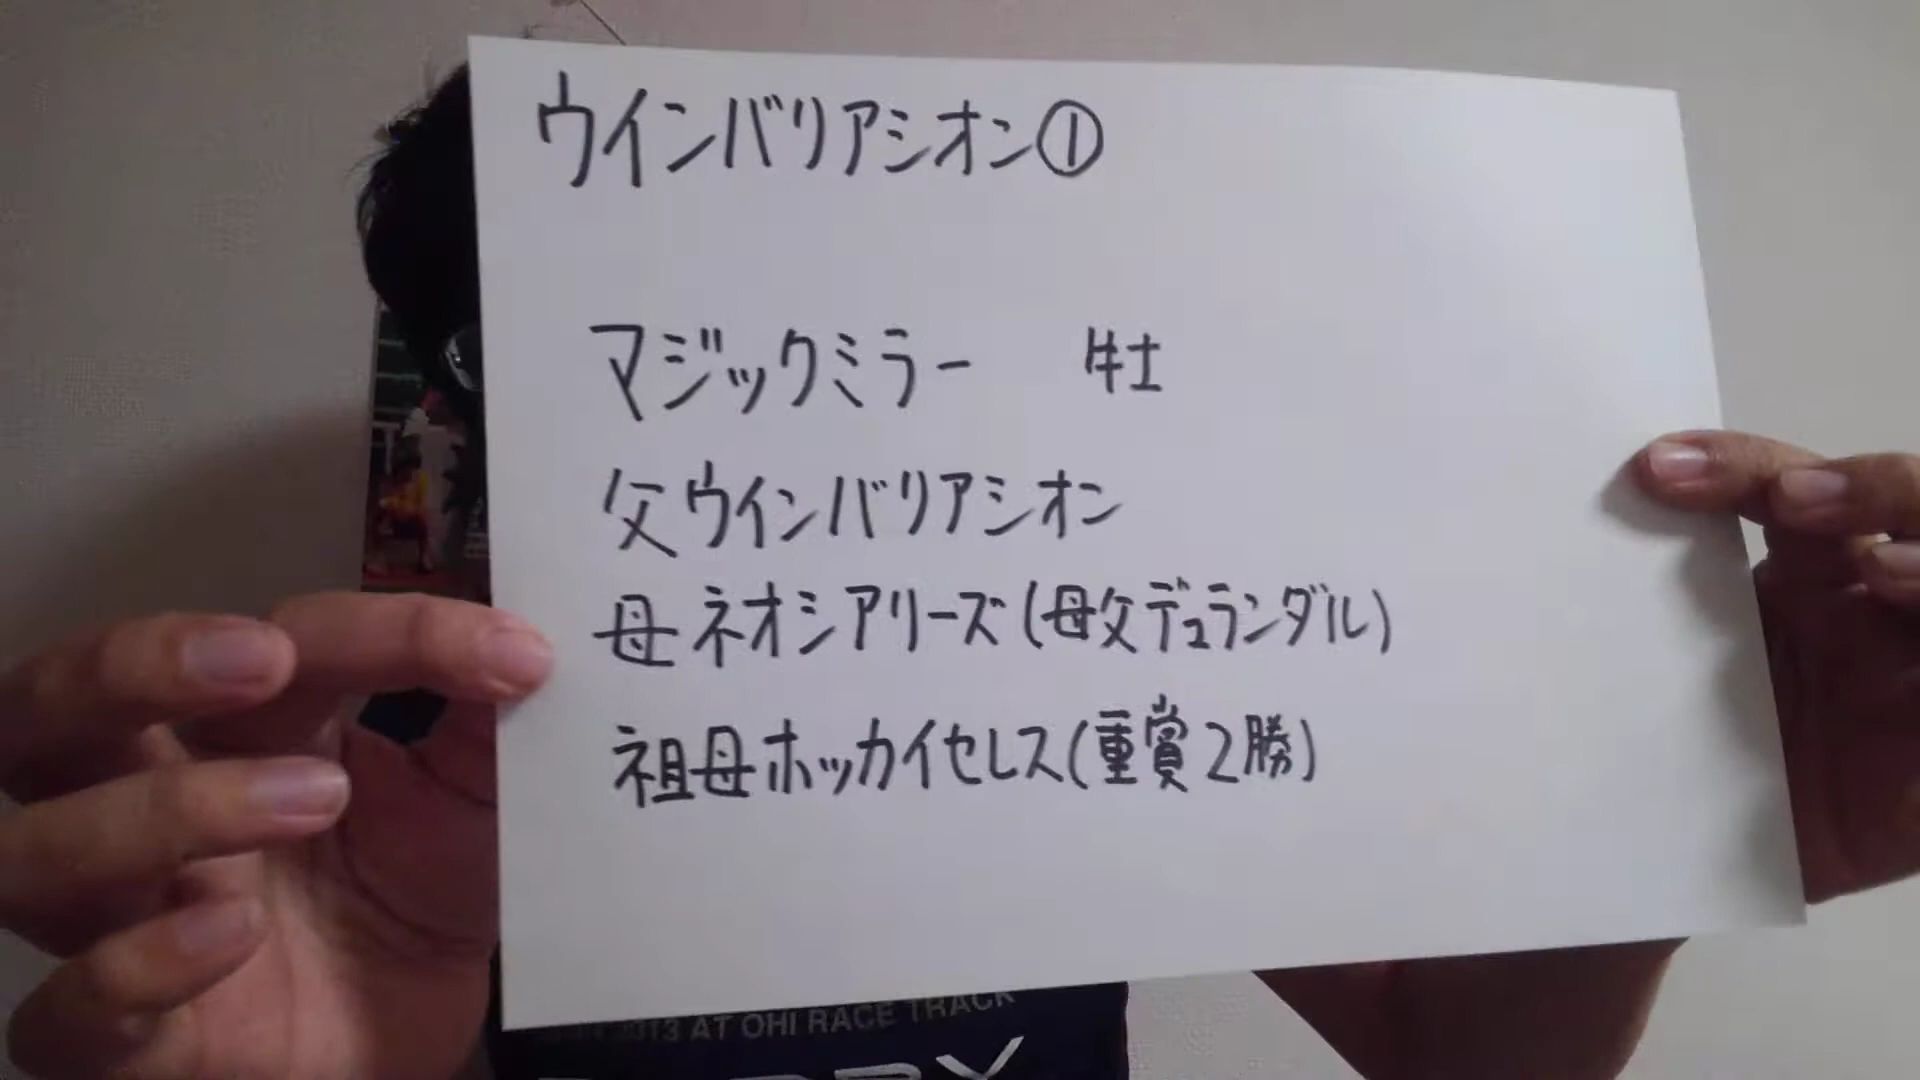 ウインバリアシオン①
マジックミラー 牡
父ウインバリアシオン
母ネオシアリーズ(母父デュランダル)
祖母ホッカイセレス(重賞2勝)
2013 AT OHI RACE TRACK